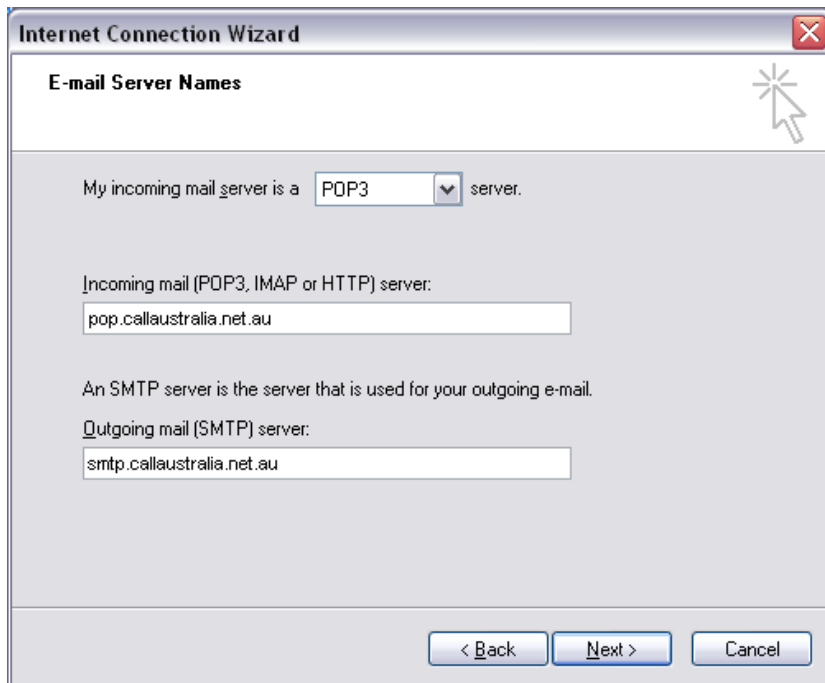 Internet Connection Wizard
E-mail Server Names
My incoming mail server is a POP3 server.
Incoming mail (POP3, IMAP or HTTP) server:
pop.callaustralia.net.au
An SMTP server is the server that is used for your outgoing e-mail.
Outgoing mail (SMTP) server:
smtp.callaustralia.net.au
< Back Next > Cancel